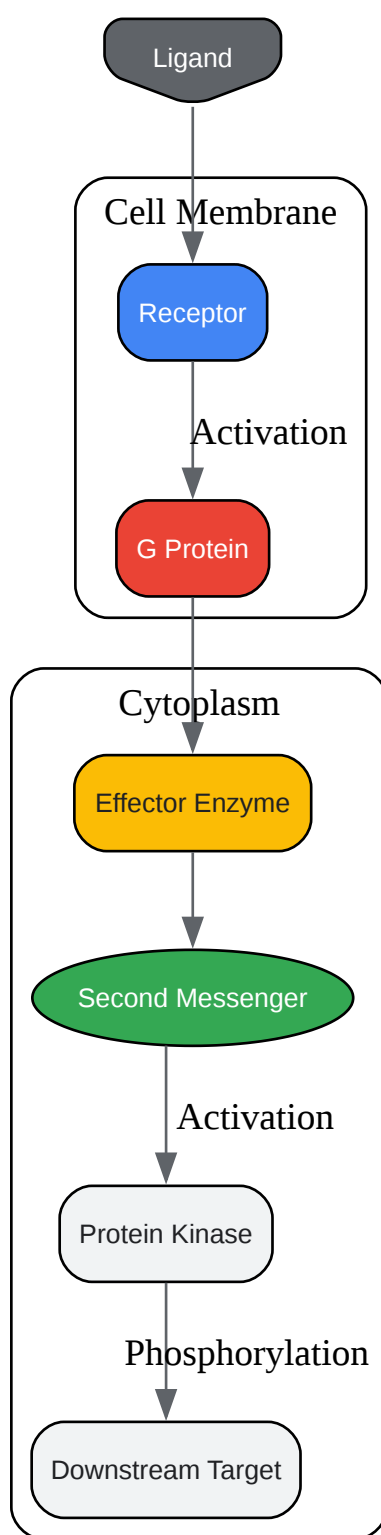 Ligand
Cell Membrane
Receptor
Activation
G Protein
Cytoplasm
Effector Enzyme
Second Messenger
Activation
Protein Kinase
Phosphorylation
Downstream Target